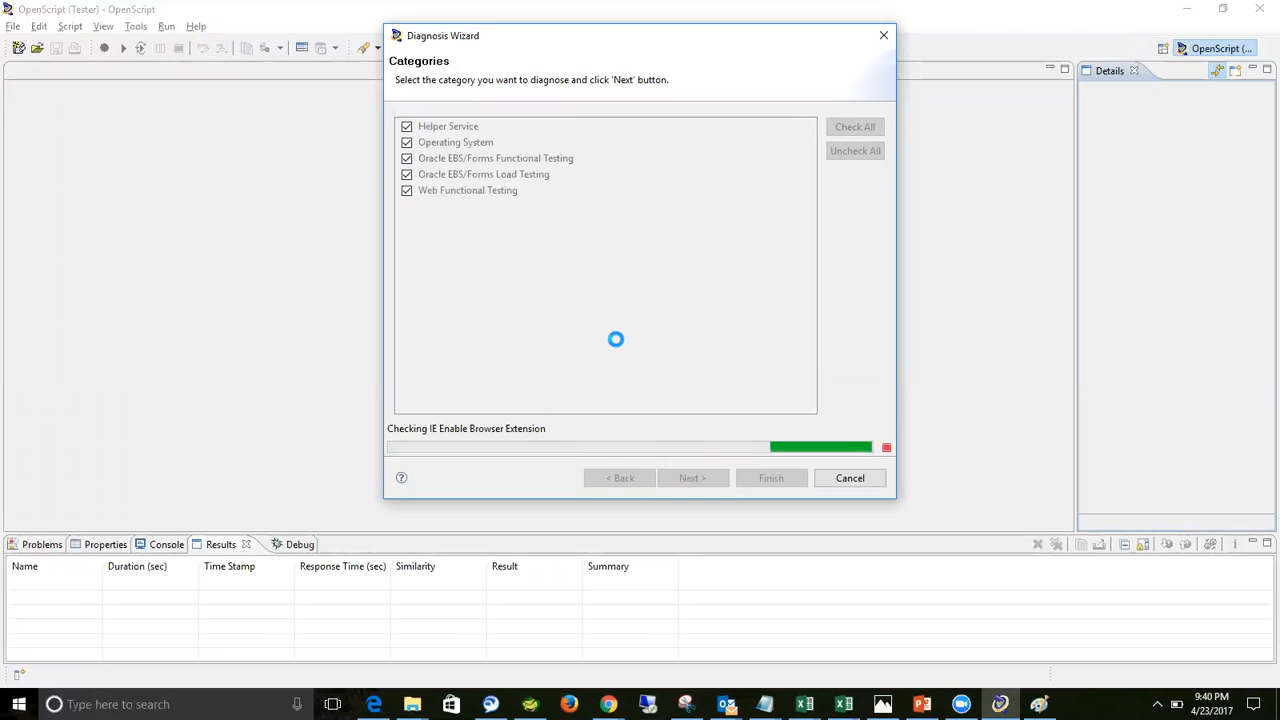 OpenScript (Tester) - OpenScript
File Edit Script View Tools Run Help
OpenScript (...
Diagnosis Wizard
Categories
Select the category you want to diagnose and click 'Next' button.
Details
Helper Service
Operating System
Oracle EBS/Forms Functional Testing
Oracle EBS/Forms Load Testing
Web Functional Testing
Check All
Uncheck All
Checking IE Enable Browser Extension
< Back Next > Finish Cancel
Problems Properties Console Results Debug
Name Duration (sec) Time Stamp Response Time (sec) Similarity Result Summary
Type here to search
9:40 PM
4/23/2017